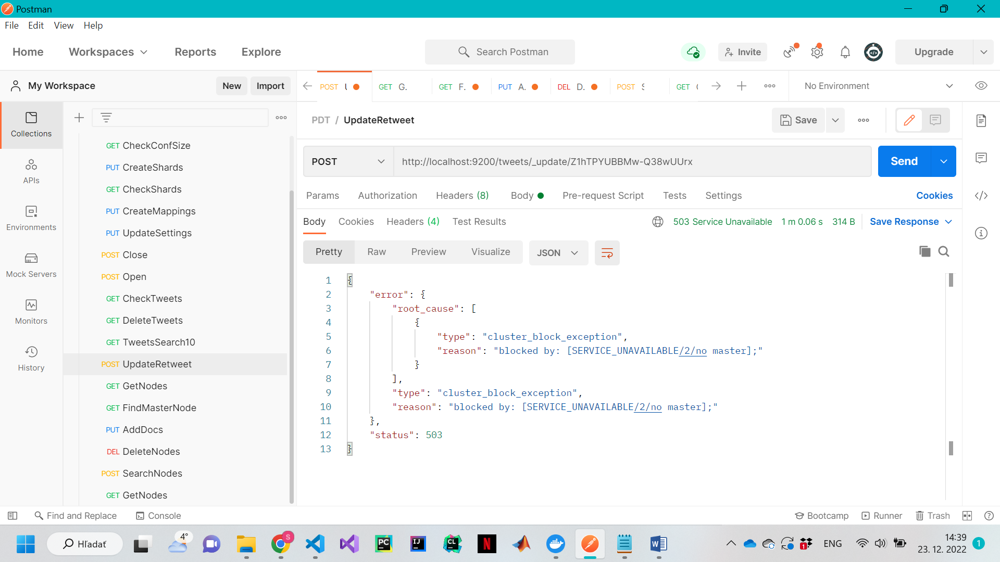 Postman
File Edit View Help
Home Workspaces Reports Explore
Search Postman
Invite
Upgrade
My Workspace
New Import
POST
GET G.
GET F.
PUT A.
DEL D.
POST
GET
No Environment
Collections
APIs
Environments
Mock Servers
Monitors
History
GET CheckConfSize
PUT CreateShards
GET CheckShards
PUT CreateMappings
PUT UpdateSettings
POST Close
POST Open
GET CheckTweets
GET DeleteTweets
GET TweetsSearch10
POST UpdateRetweet
GET GetNodes
GET FindMasterNode
PUT AddDocs
DEL DeleteNodes
POST SearchNodes
GET GetNodes
PDT / UpdateRetweet
Save
POST http://localhost:9200/tweets/_update/Z1hTPYUBBMw-Q38wUUrx
Send
Params Authorization Headers (8) Body Pre-request Script Tests Settings
Cookies
Body Cookies Headers (4) Test Results
503 Service Unavailable 1 m 0.06 s 314 B
Save Response
Pretty Raw Preview Visualize JSON
1 {
2 "error": {
3 "root_cause": [
4 {
5 "type": "cluster_block_exception",
6 "reason": "blocked by: [SERVICE_UNAVAILABLE/2/no master];"
7 }
8 ],
9 "type": "cluster_block_exception",
10 "reason": "blocked by: [SERVICE_UNAVAILABLE/2/no master];"
11 },
12 "status": 503
13 }
Find and Replace Console
Bootcamp Runner Trash
Hľadať
4°
S
PC
IJ
CL
N
W
1
ENG
14:39
23. 12. 2022
1